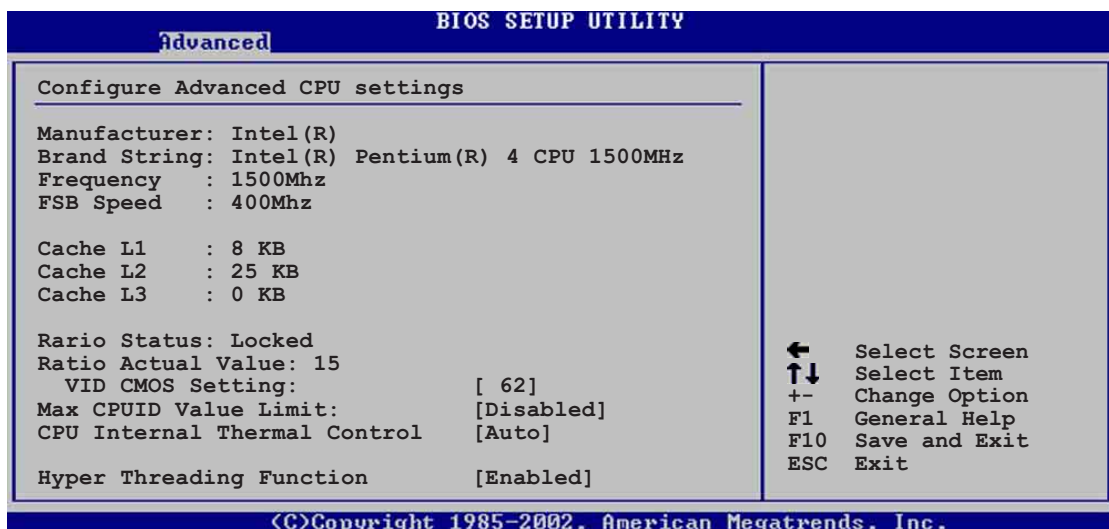 BIOS SETUP UTILITY
Advanced
Configure Advanced CPU settings
Manufacturer: Intel(R)
Brand String: Intel(R) Pentium(R) 4 CPU 1500MHz
Frequency : 1500Mhz
FSB Speed : 400Mhz
Cache L1 : 8 KB
Cache L2 : 25 KB
Cache L3 : 0 KB
Rario Status: Locked
Ratio Actual Value: 15
VID CMOS Setting: [ 62]
Max CPUID Value Limit: [Disabled]
CPU Internal Thermal Control [Auto]
Hyper Threading Function [Enabled]
← Select Screen
↑↓ Select Item
+- Change Option
F1 General Help
F10 Save and Exit
ESC Exit
(C)Copyright 1985-2002, American Megatrends, Inc.